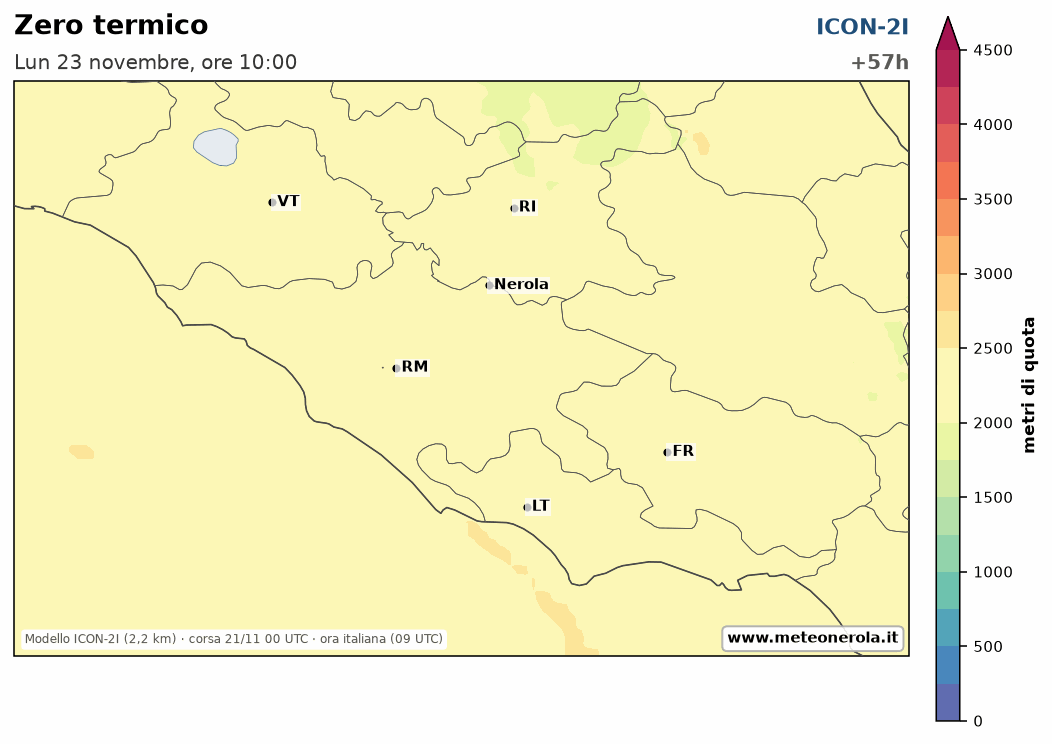 Zero termico
ICON-2I
Lun 23 novembre, ore 10:00
+57h
VT
RI
Nerola
RM
FR
LT
Modello ICON-2I (2,2 km) · corsa 21/11 00 UTC · ora italiana (09 UTC)
www.meteonerola.it
4500
4000
3500
3000
2500
2000
1500
1000
500
0
metri di quota